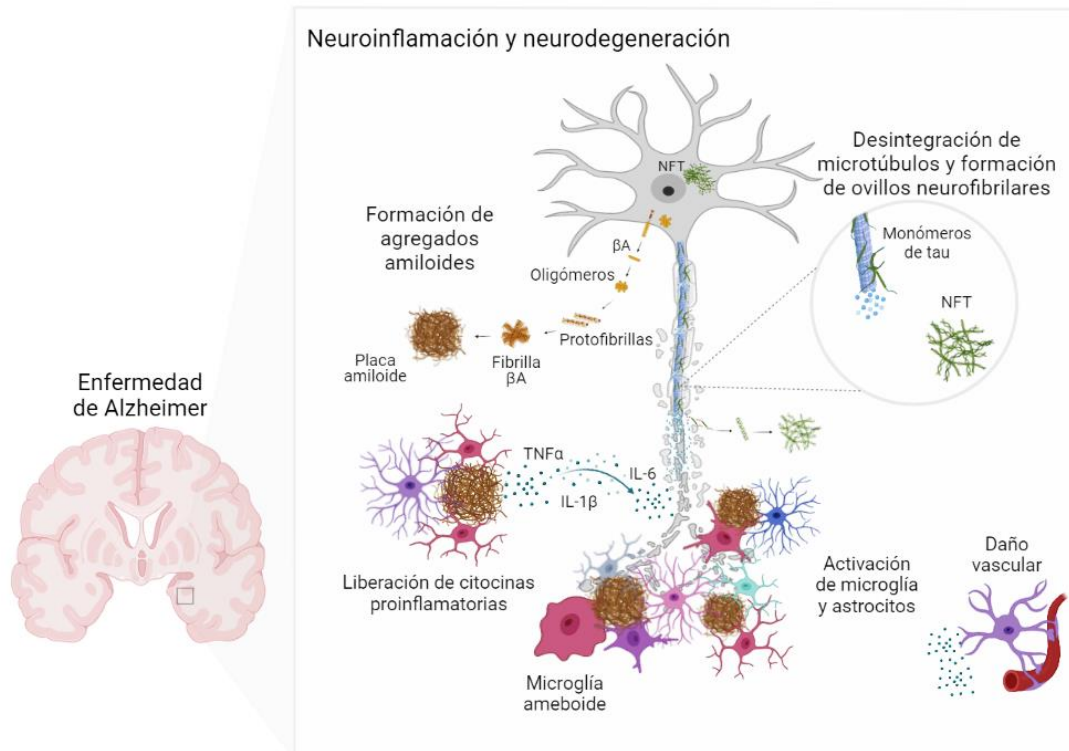 Neuroinflamación y neurodegeneración
NFT
Desintegración de
microtúbulos y formación
de ovillos neurofibrilares
Monómeros
de tau
NFT
Formación de
agregados
amiloides
βA
Oligómeros
Protofibrillas
Fibrilla
βA
Placa
amiloide
Enfermedad
de Alzheimer
TNFα
IL-6
IL-1β
Liberación de citocinas
proinflamatorias
Microglía
ameboide
Activación
de microglía
y astrocitos
Daño
vascular